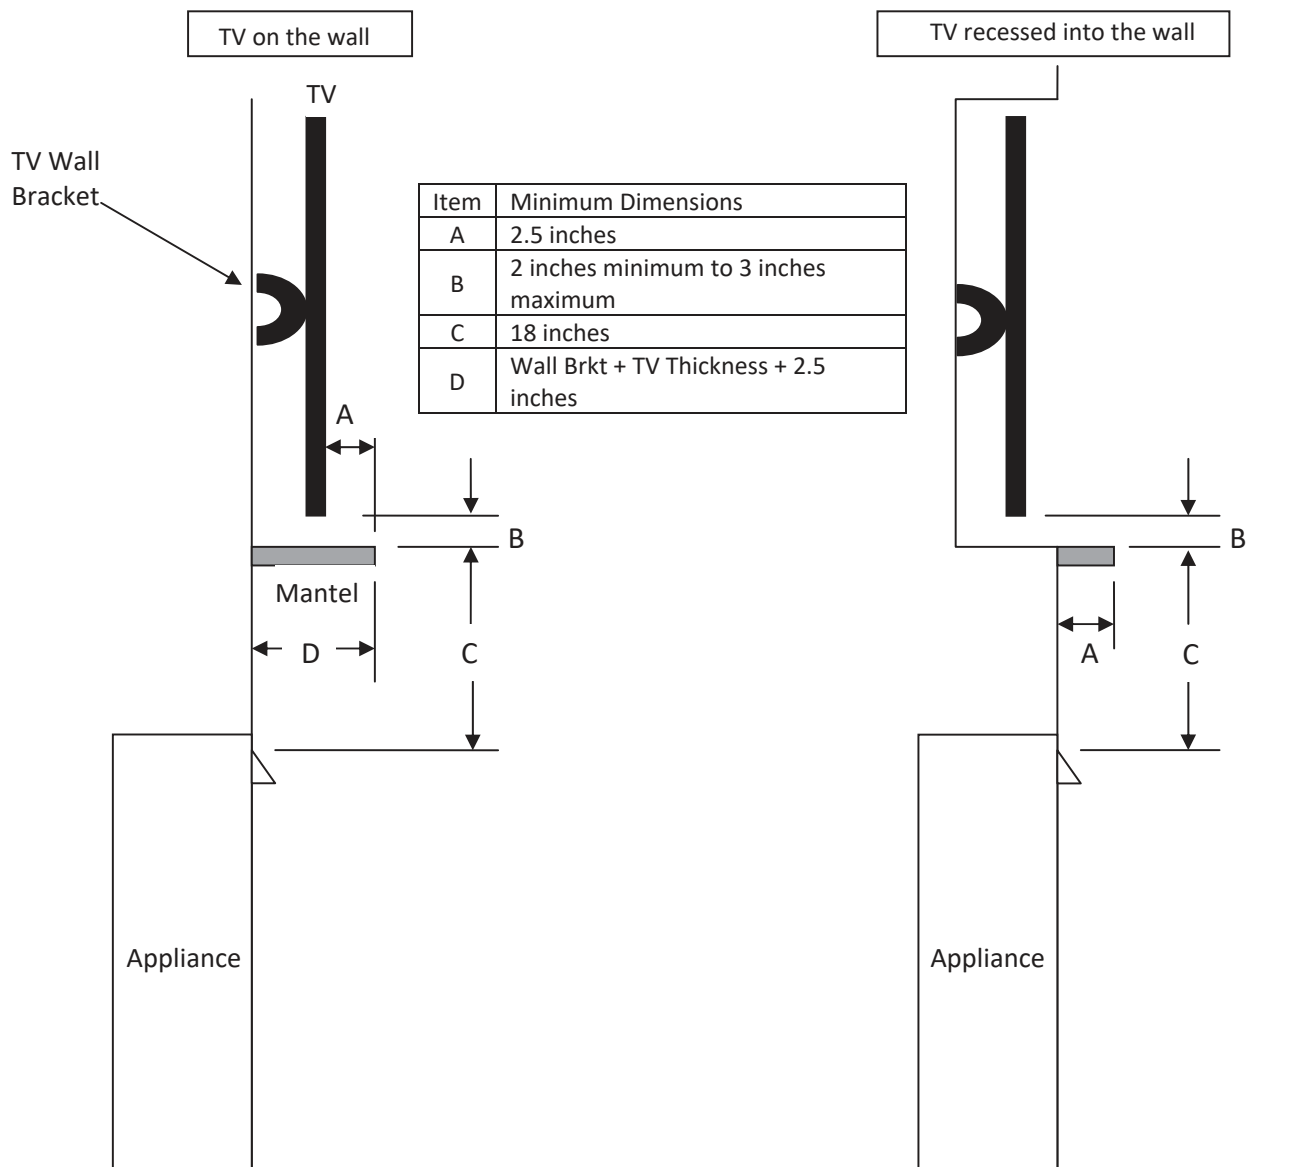 TV on the wall
TV recessed into the wall
TV
TV Wall
Bracket
Item Minimum Dimensions
A 2.5 inches
B 2 inches minimum to 3 inches
maximum
C 18 inches
D Wall Brkt + TV Thickness + 2.5
inches
A
B
Mantel
D
C
Appliance
B
A
C
Appliance